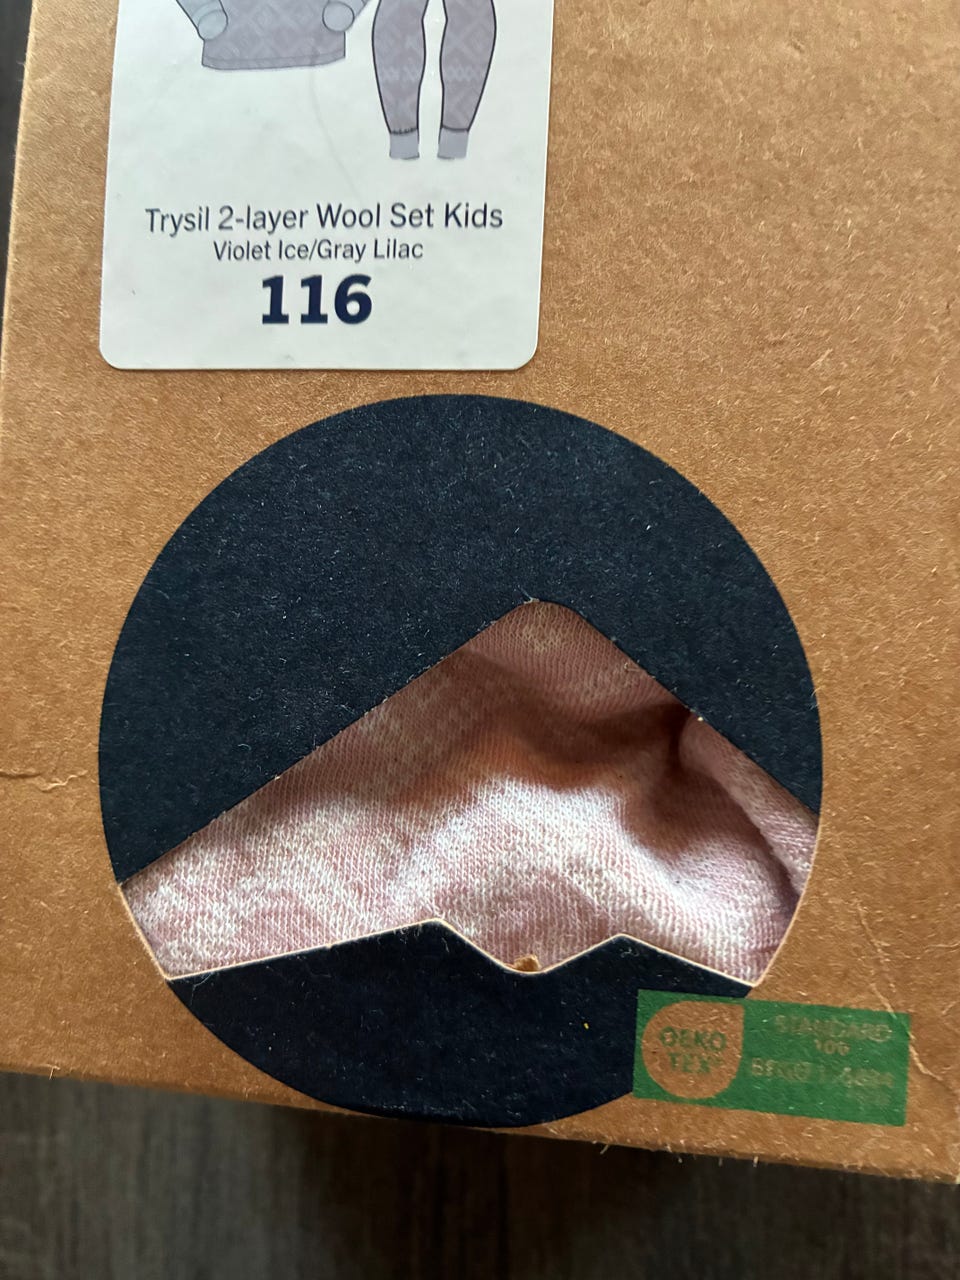 Trysil 2-layer Wool Set Kids
Violet Ice/Gray Lilac
116
OEKO
TEX
STANDARD
100